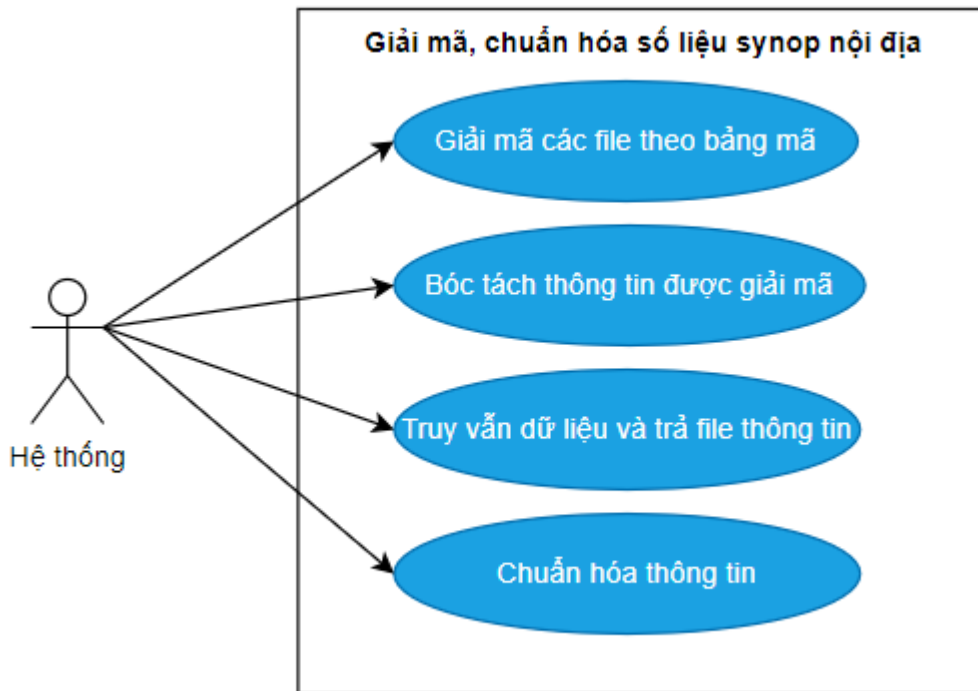 Giải mã, chuẩn hóa số liệu synop nội địa
Giải mã các file theo bảng mã
Bóc tách thông tin được giải mã
Truy vẫn dữ liệu và trả file thông tin
Chuẩn hóa thông tin
Hệ thống